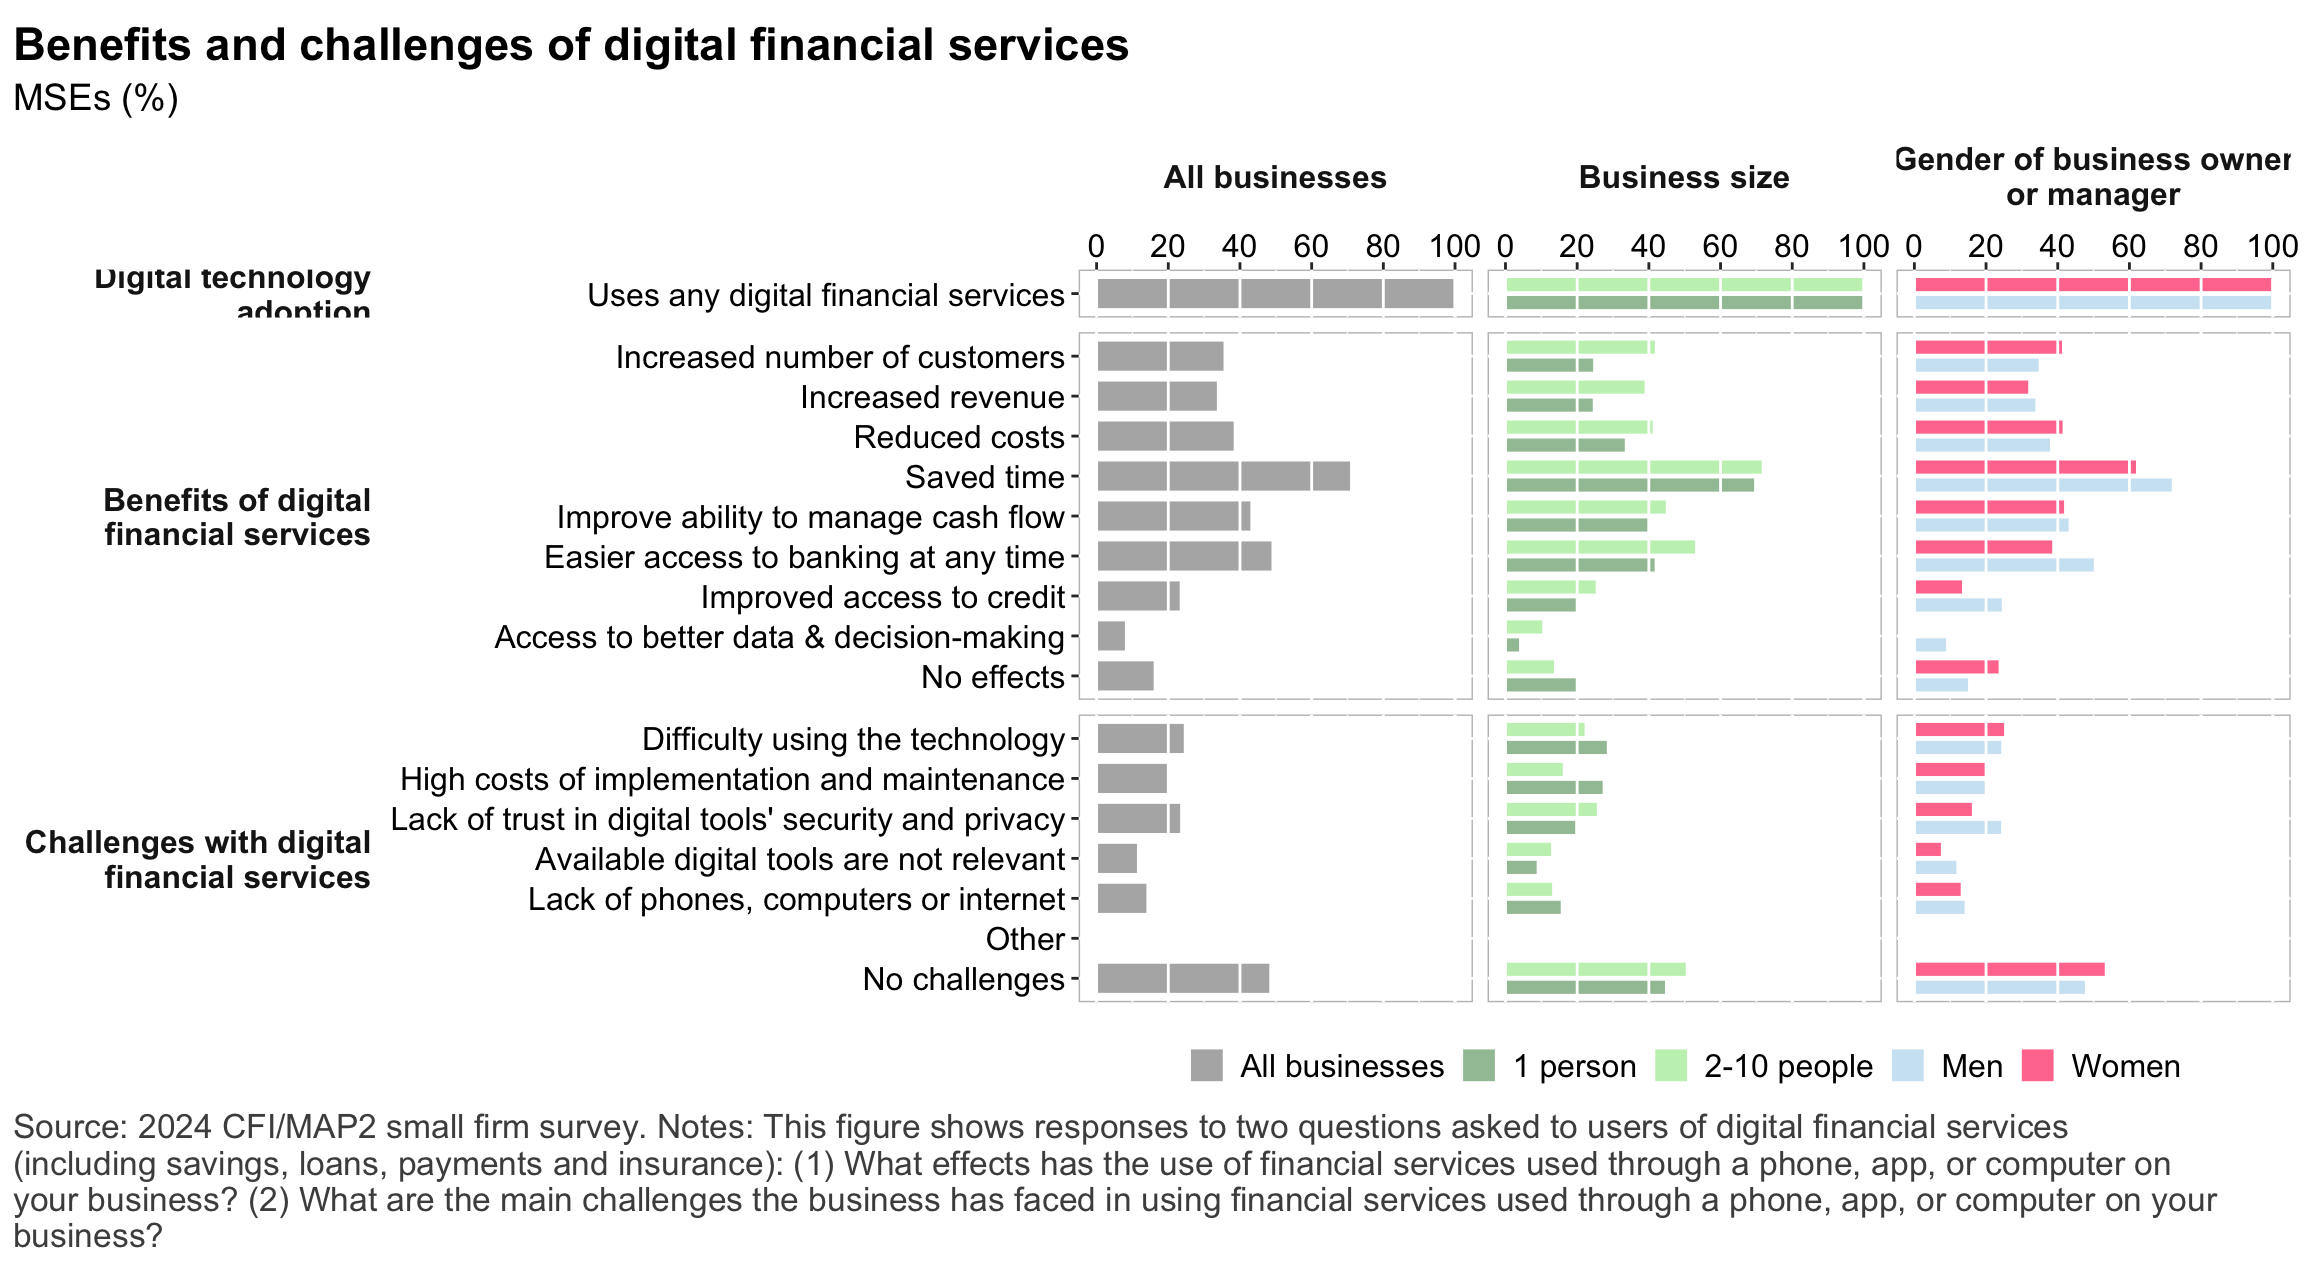 Benefits and challenges of digital financial services
MSEs (%)
All businesses
Business size
Gender of business owner
or manager
0 20 40 60 80 100 0 20 40 60 80 100 0 20 40 60 80 100
Digital technology
adoption
Uses any digital financial services
Benefits of digital
financial services
Increased number of customers
Increased revenue
Reduced costs
Saved time
Improve ability to manage cash flow
Easier access to banking at any time
Improved access to credit
Access to better data & decision-making
No effects
Challenges with digital
financial services
Difficulty using the technology
High costs of implementation and maintenance
Lack of trust in digital tools' security and privacy
Available digital tools are not relevant
Lack of phones, computers or internet
Other
No challenges
All businesses 1 person 2-10 people Men Women
Source: 2024 CFI/MAP2 small firm survey. Notes: This figure shows responses to two questions asked to users of digital financial services
(including savings, loans, payments and insurance): (1) What effects has the use of financial services used through a phone, app, or computer on
your business? (2) What are the main challenges the business has faced in using financial services used through a phone, app, or computer on your
business?